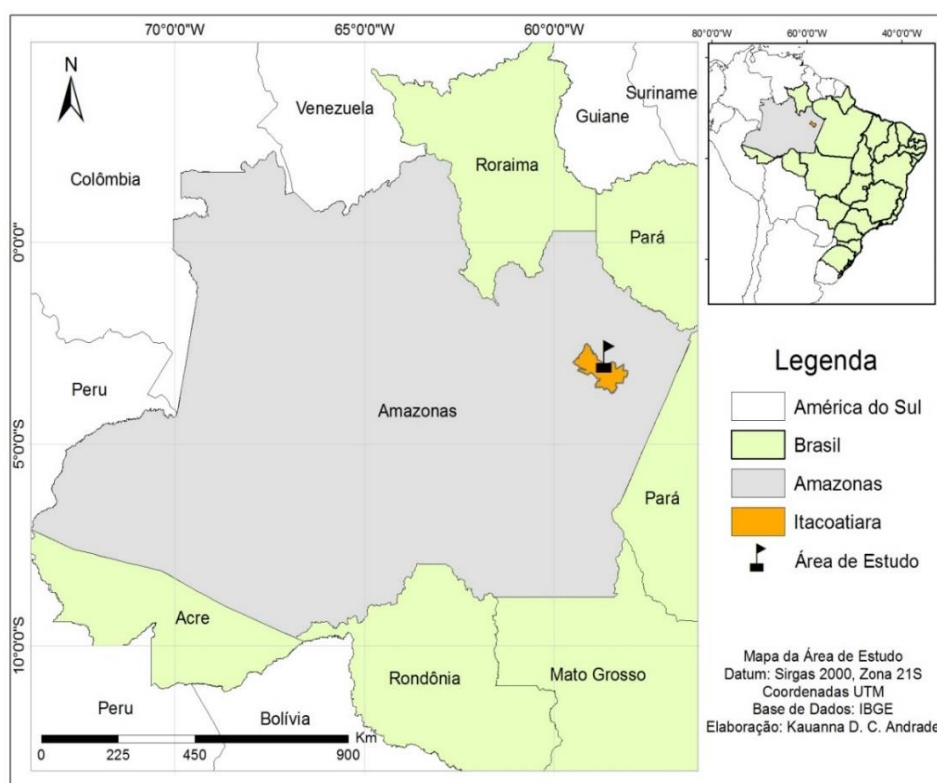 70°0'0"W
65°0'0"W
60°0'0"W
80°0'0"W
60°0'0"W
40°0'0"W
N
Venezuela
Suriname
Guiane
Colômbia
Roraima
Pará
0°0'0"
Peru
Amazonas
5°0'0"S
Pará
Acre
10°0'0"S
Rondônia
Mato Grosso
Peru
Bolívia
Km
0 225 450 900
Legenda
América do Sul
Brasil
Amazonas
Itacoatiara
Área de Estudo
Mapa da Área de Estudo
Datum: Sirgas 2000, Zona 21S
Coordenadas UTM
Base de Dados: IBGE
Elaboração: Kauanna D. C. Andrade